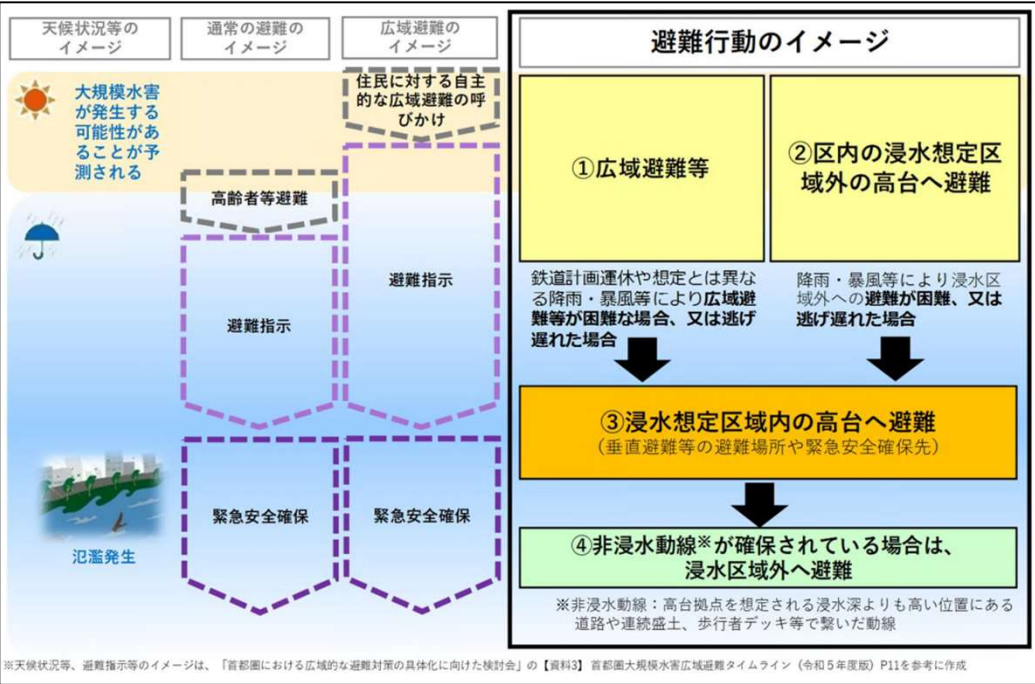 天候状況等の
イメージ
通常の避難の
イメージ
広域避難の
イメージ
避難行動のイメージ
大規模水害
が発生する
可能性があ
ることが予
測される
住民に対する自主
的な広域避難の呼
びかけ
高齢者等避難
避難指示
避難指示
①広域避難等
②区内の浸水想定区
域外の高台へ避難
鉄道計画運休や想定とは異な
る降雨・暴風等により広域避
難等が困難な場合、又は逃げ
遅れた場合
降雨・暴風等により浸水区
域外への避難が困難、又は
逃げ遅れた場合
③浸水想定区域内の高台へ避難
（垂直避難等の避難場所や緊急安全確保先）
氾濫発生
緊急安全確保
緊急安全確保
④非浸水動線※が確保されている場合は、
浸水区域外へ避難
※非浸水動線：高台拠点を想定される浸水深よりも高い位置にある
道路や連続盛土、歩行者デッキ等で繋いだ動線
※天候状況等、避難指示等のイメージは、「首都圏における広域的な避難対策の具体化に向けた検討会」の【資料3】首都圏大規模水害広域避難タイムライン（令和５年度版）P11を参考に作成